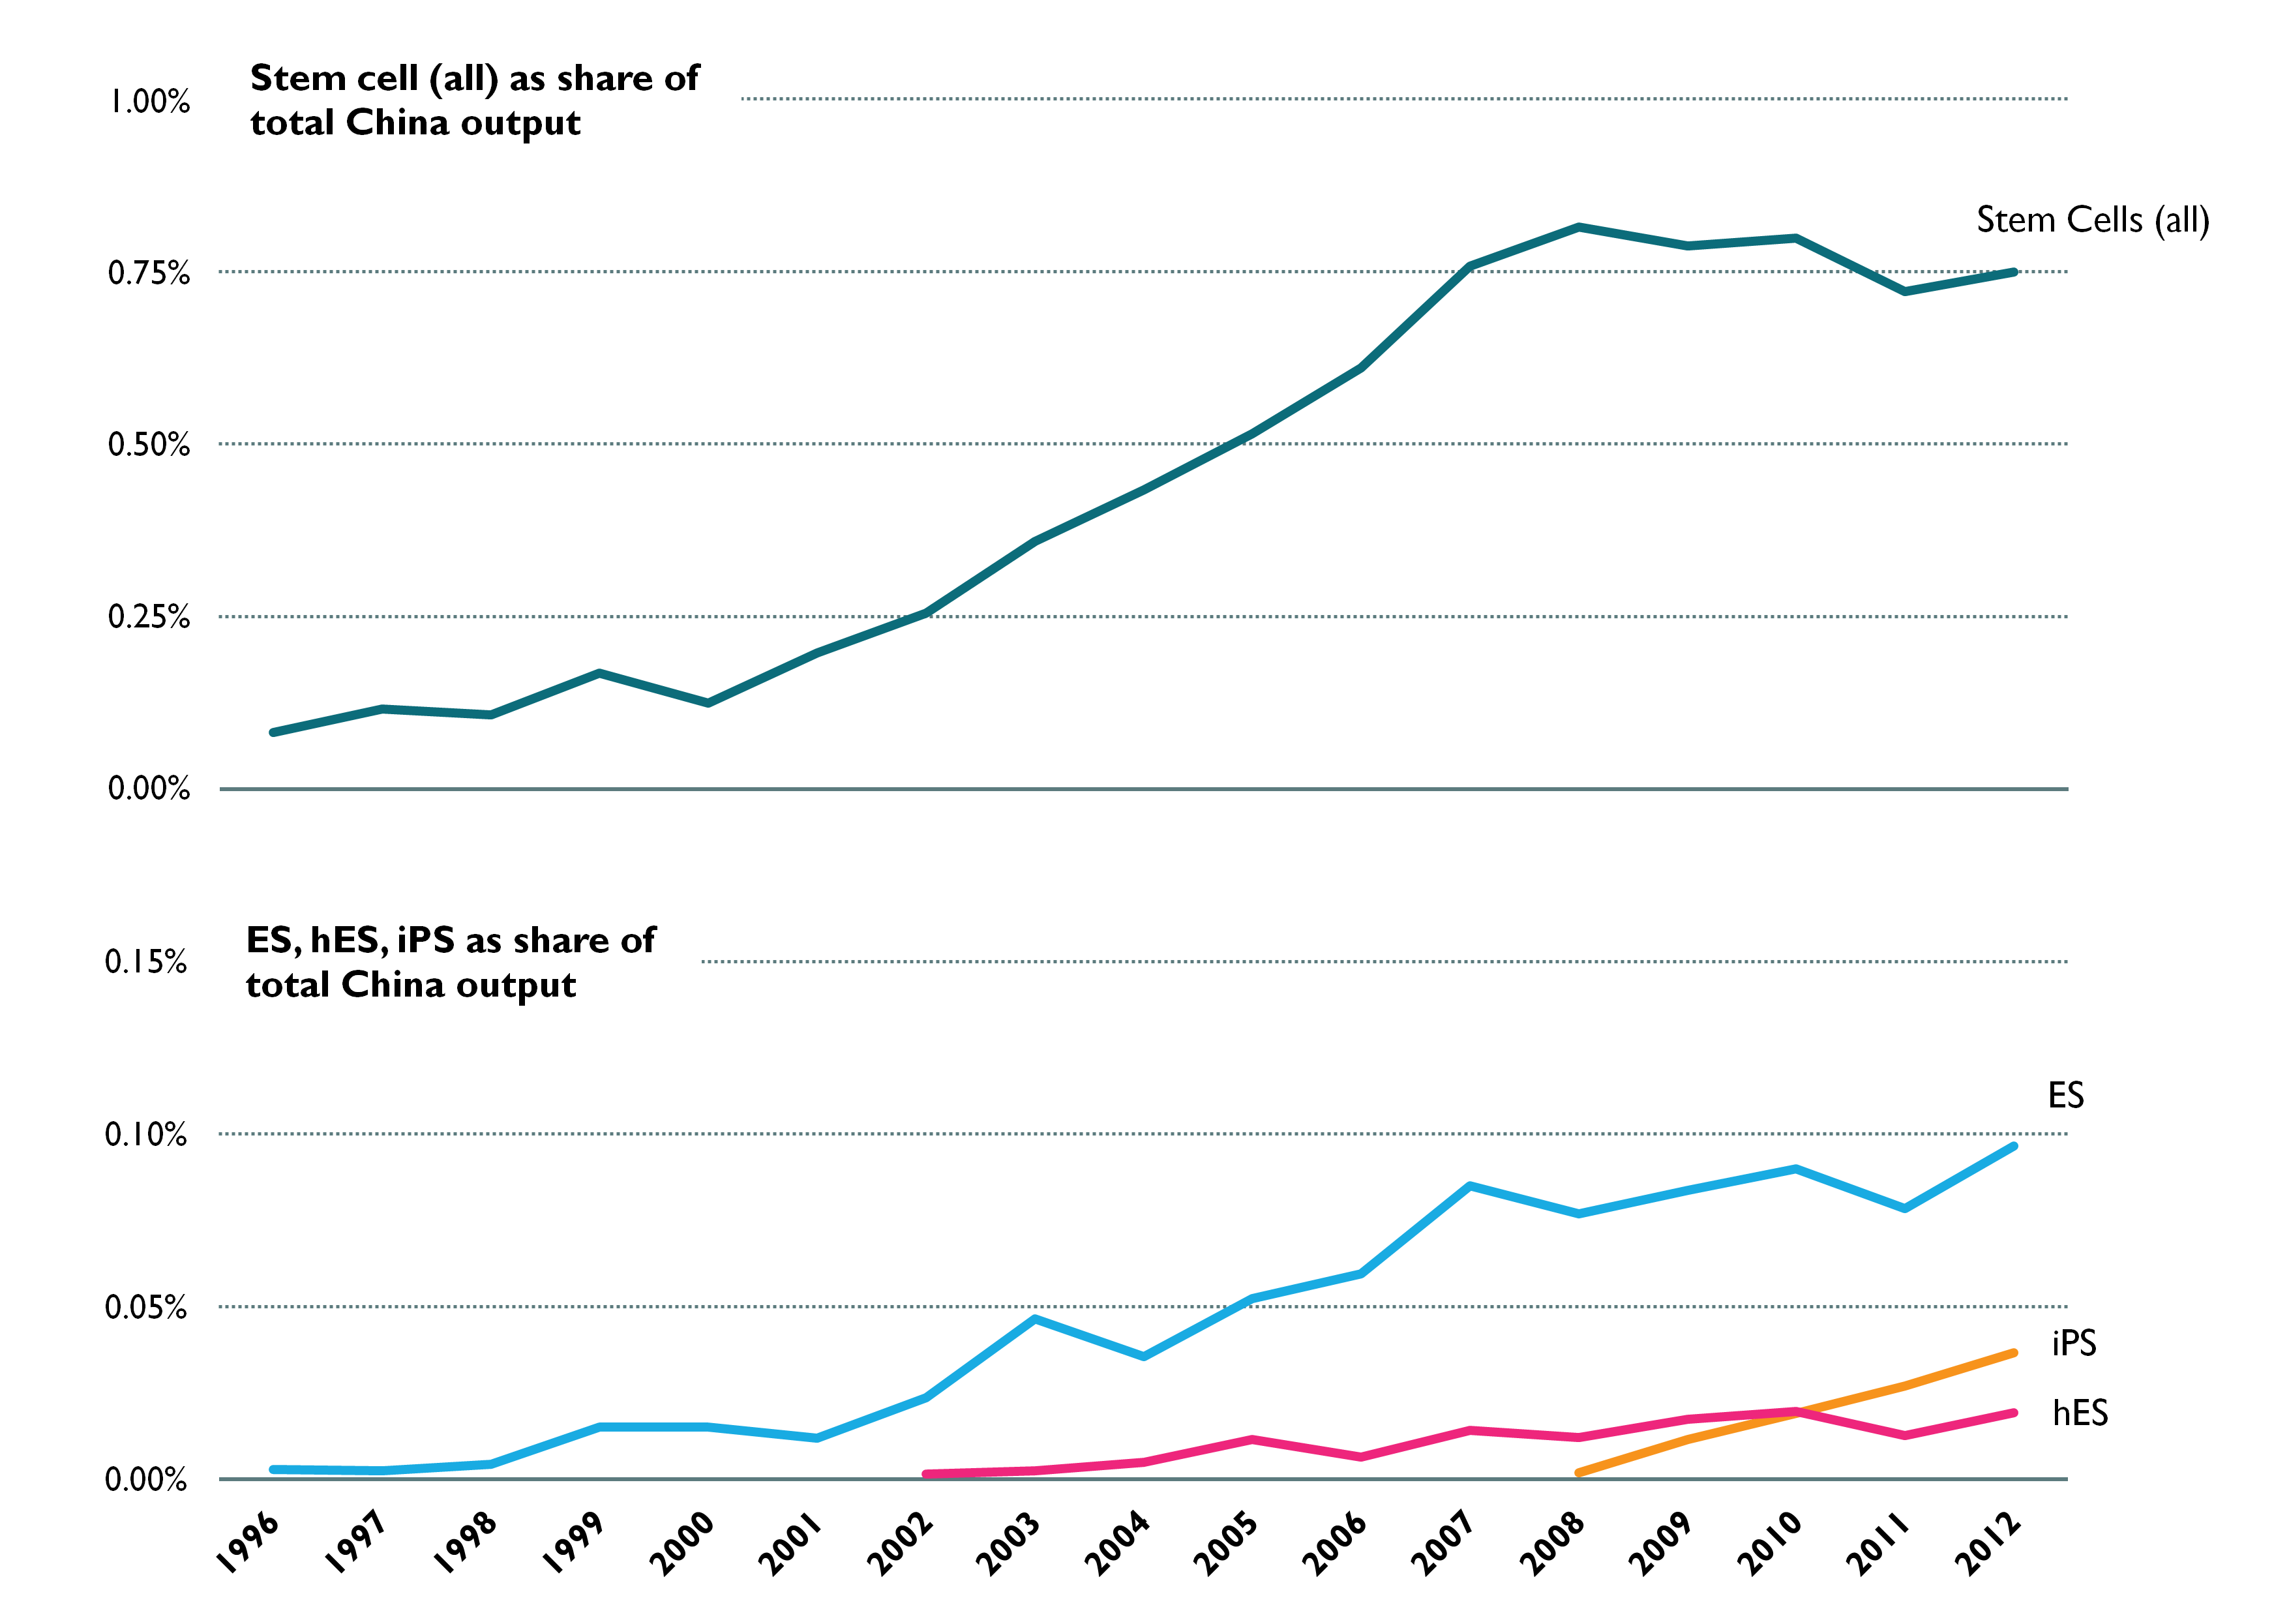 Stem cell (all) as share of
total China output
1.00%
Stem Cells (all)
0.75%
0.50%
0.25%
0.00%
ES, hES, iPS as share of
total China output
0.15%
ES
0.10%
0.05%
iPS
hES
0.00%
1996 1997 1998 1999 2000 2001 2002 2003 2004 2005 2006 2007 2008 2009 2010 2011 2012